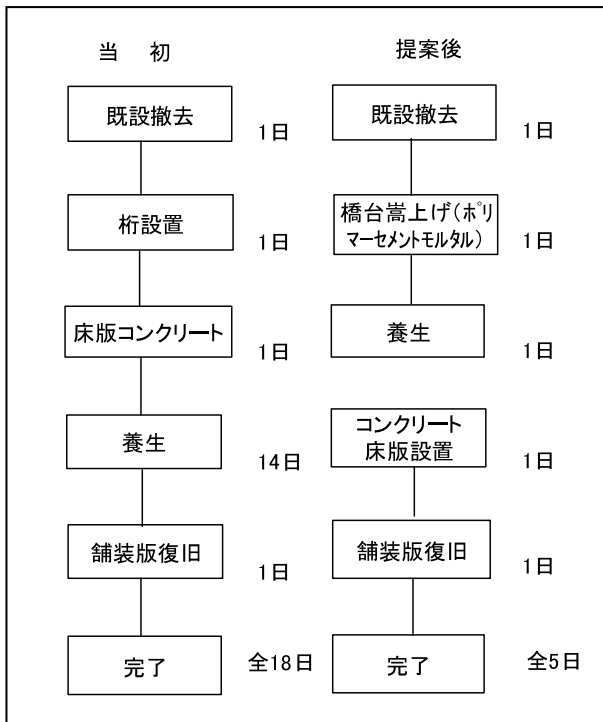 当 初
既設撤去
1日
桁設置
1日
床版コンクリート
1日
養生
14日
舗装版復旧
1日
完了
全18日
提案後
既設撤去
1日
橋台嵩上げ(ポリ
マーセメントモルタル)
1日
養生
1日
コンクリート
床版設置
1日
舗装版復旧
1日
完了
全5日